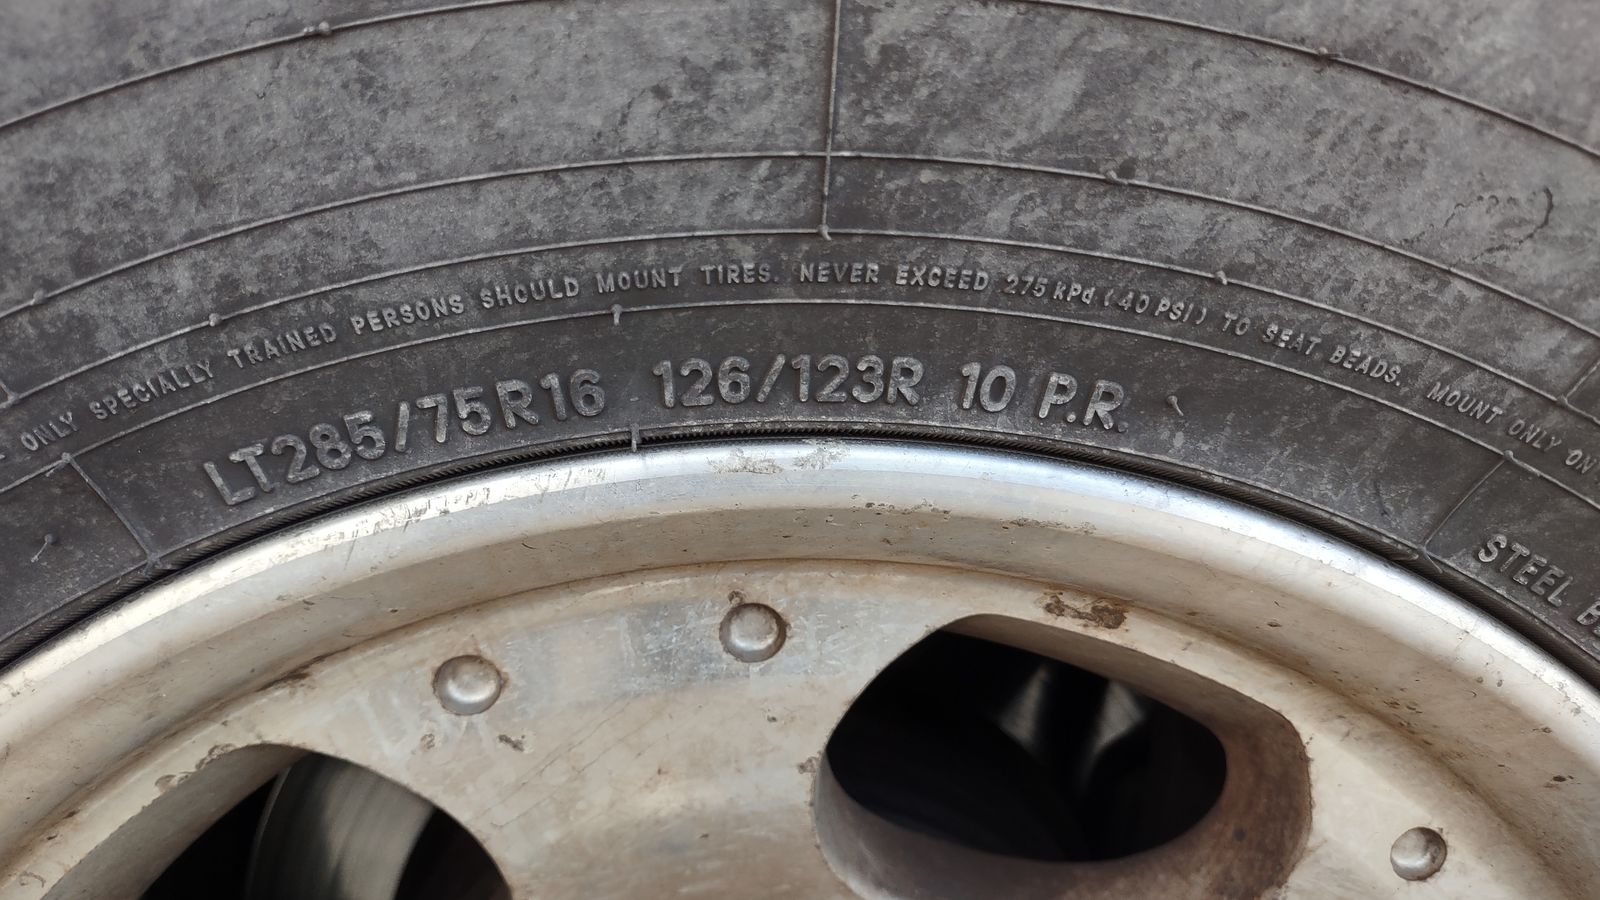 ONLY SPECIALLY TRAINED PERSONS SHOULD MOUNT TIRES. NEVER EXCEED 275 kPa (40 PSI) TO SEAT BEADS. MOUNT ONLY ON
LT285/75R16 126/123R 10 P.R.
STEEL